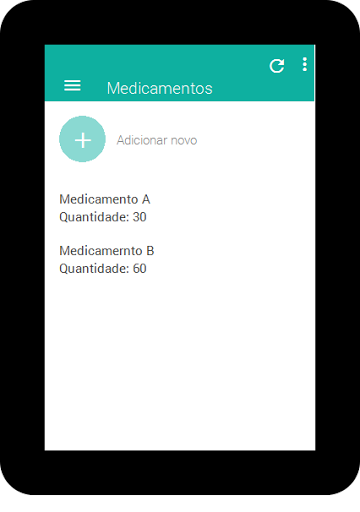 Medicamentos
Adicionar novo
Medicamento A
Quantidade: 30
Medicamernto B
Quantidade: 60